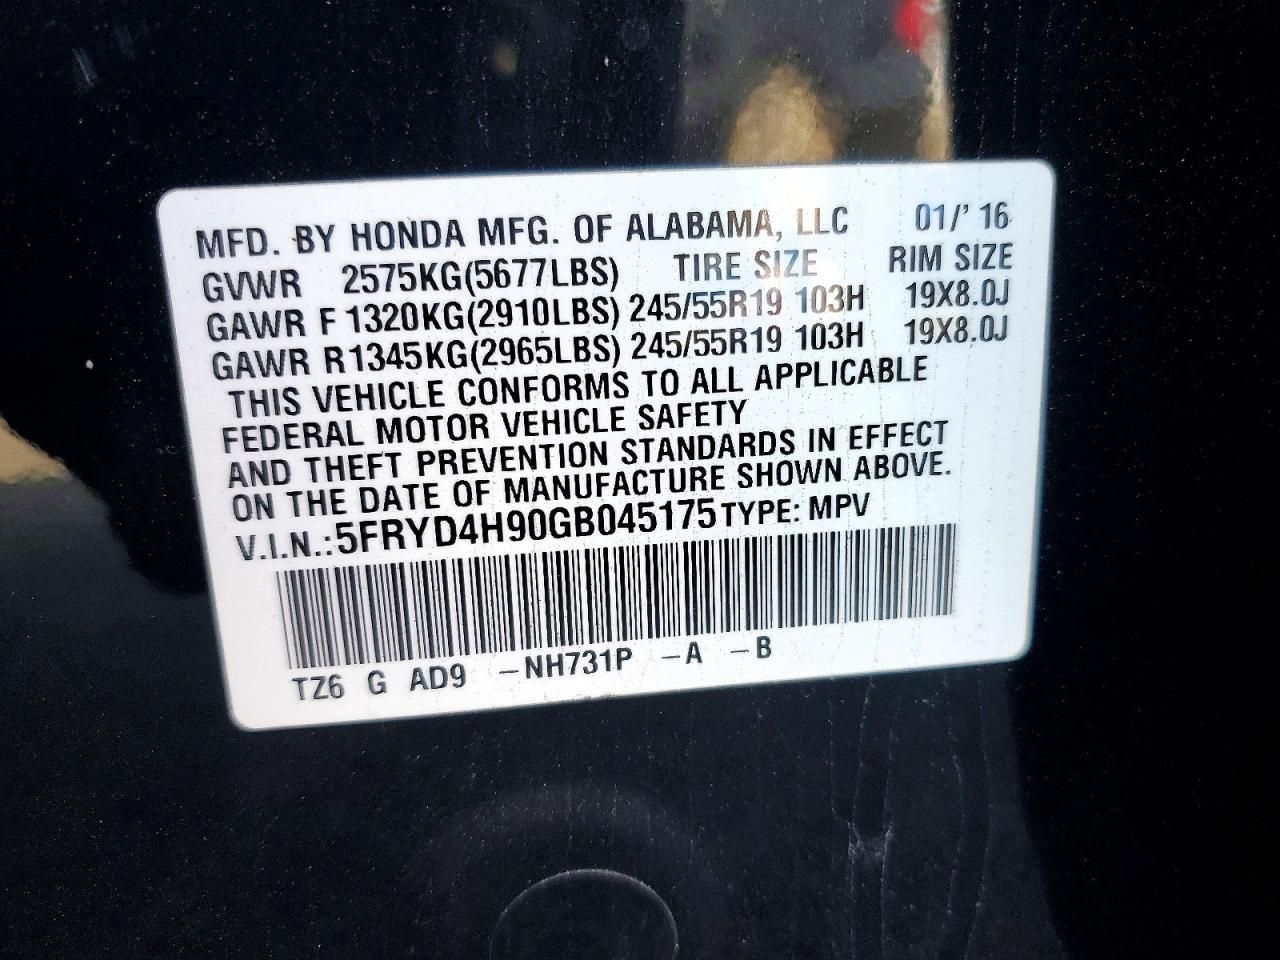 MFD. BY HONDA MFG. OF ALABAMA, LLC 01/' 16
GVWR 2575KG(5677LBS) TIRE SIZE RIM SIZE
GAWR F 1320KG(2910LBS) 245/55R19 103H 19X8.0J
GAWR R 1345KG(2965LBS) 245/55R19 103H 19X8.0J
THIS VEHICLE CONFORMS TO ALL APPLICABLE
FEDERAL MOTOR VEHICLE SAFETY
AND THEFT PREVENTION STANDARDS IN EFFECT
ON THE DATE OF MANUFACTURE SHOWN ABOVE.
V.I.N.: 5FRYD4H90GB045175 TYPE: MPV
TZ6 G AD9 -NH731P -A -B